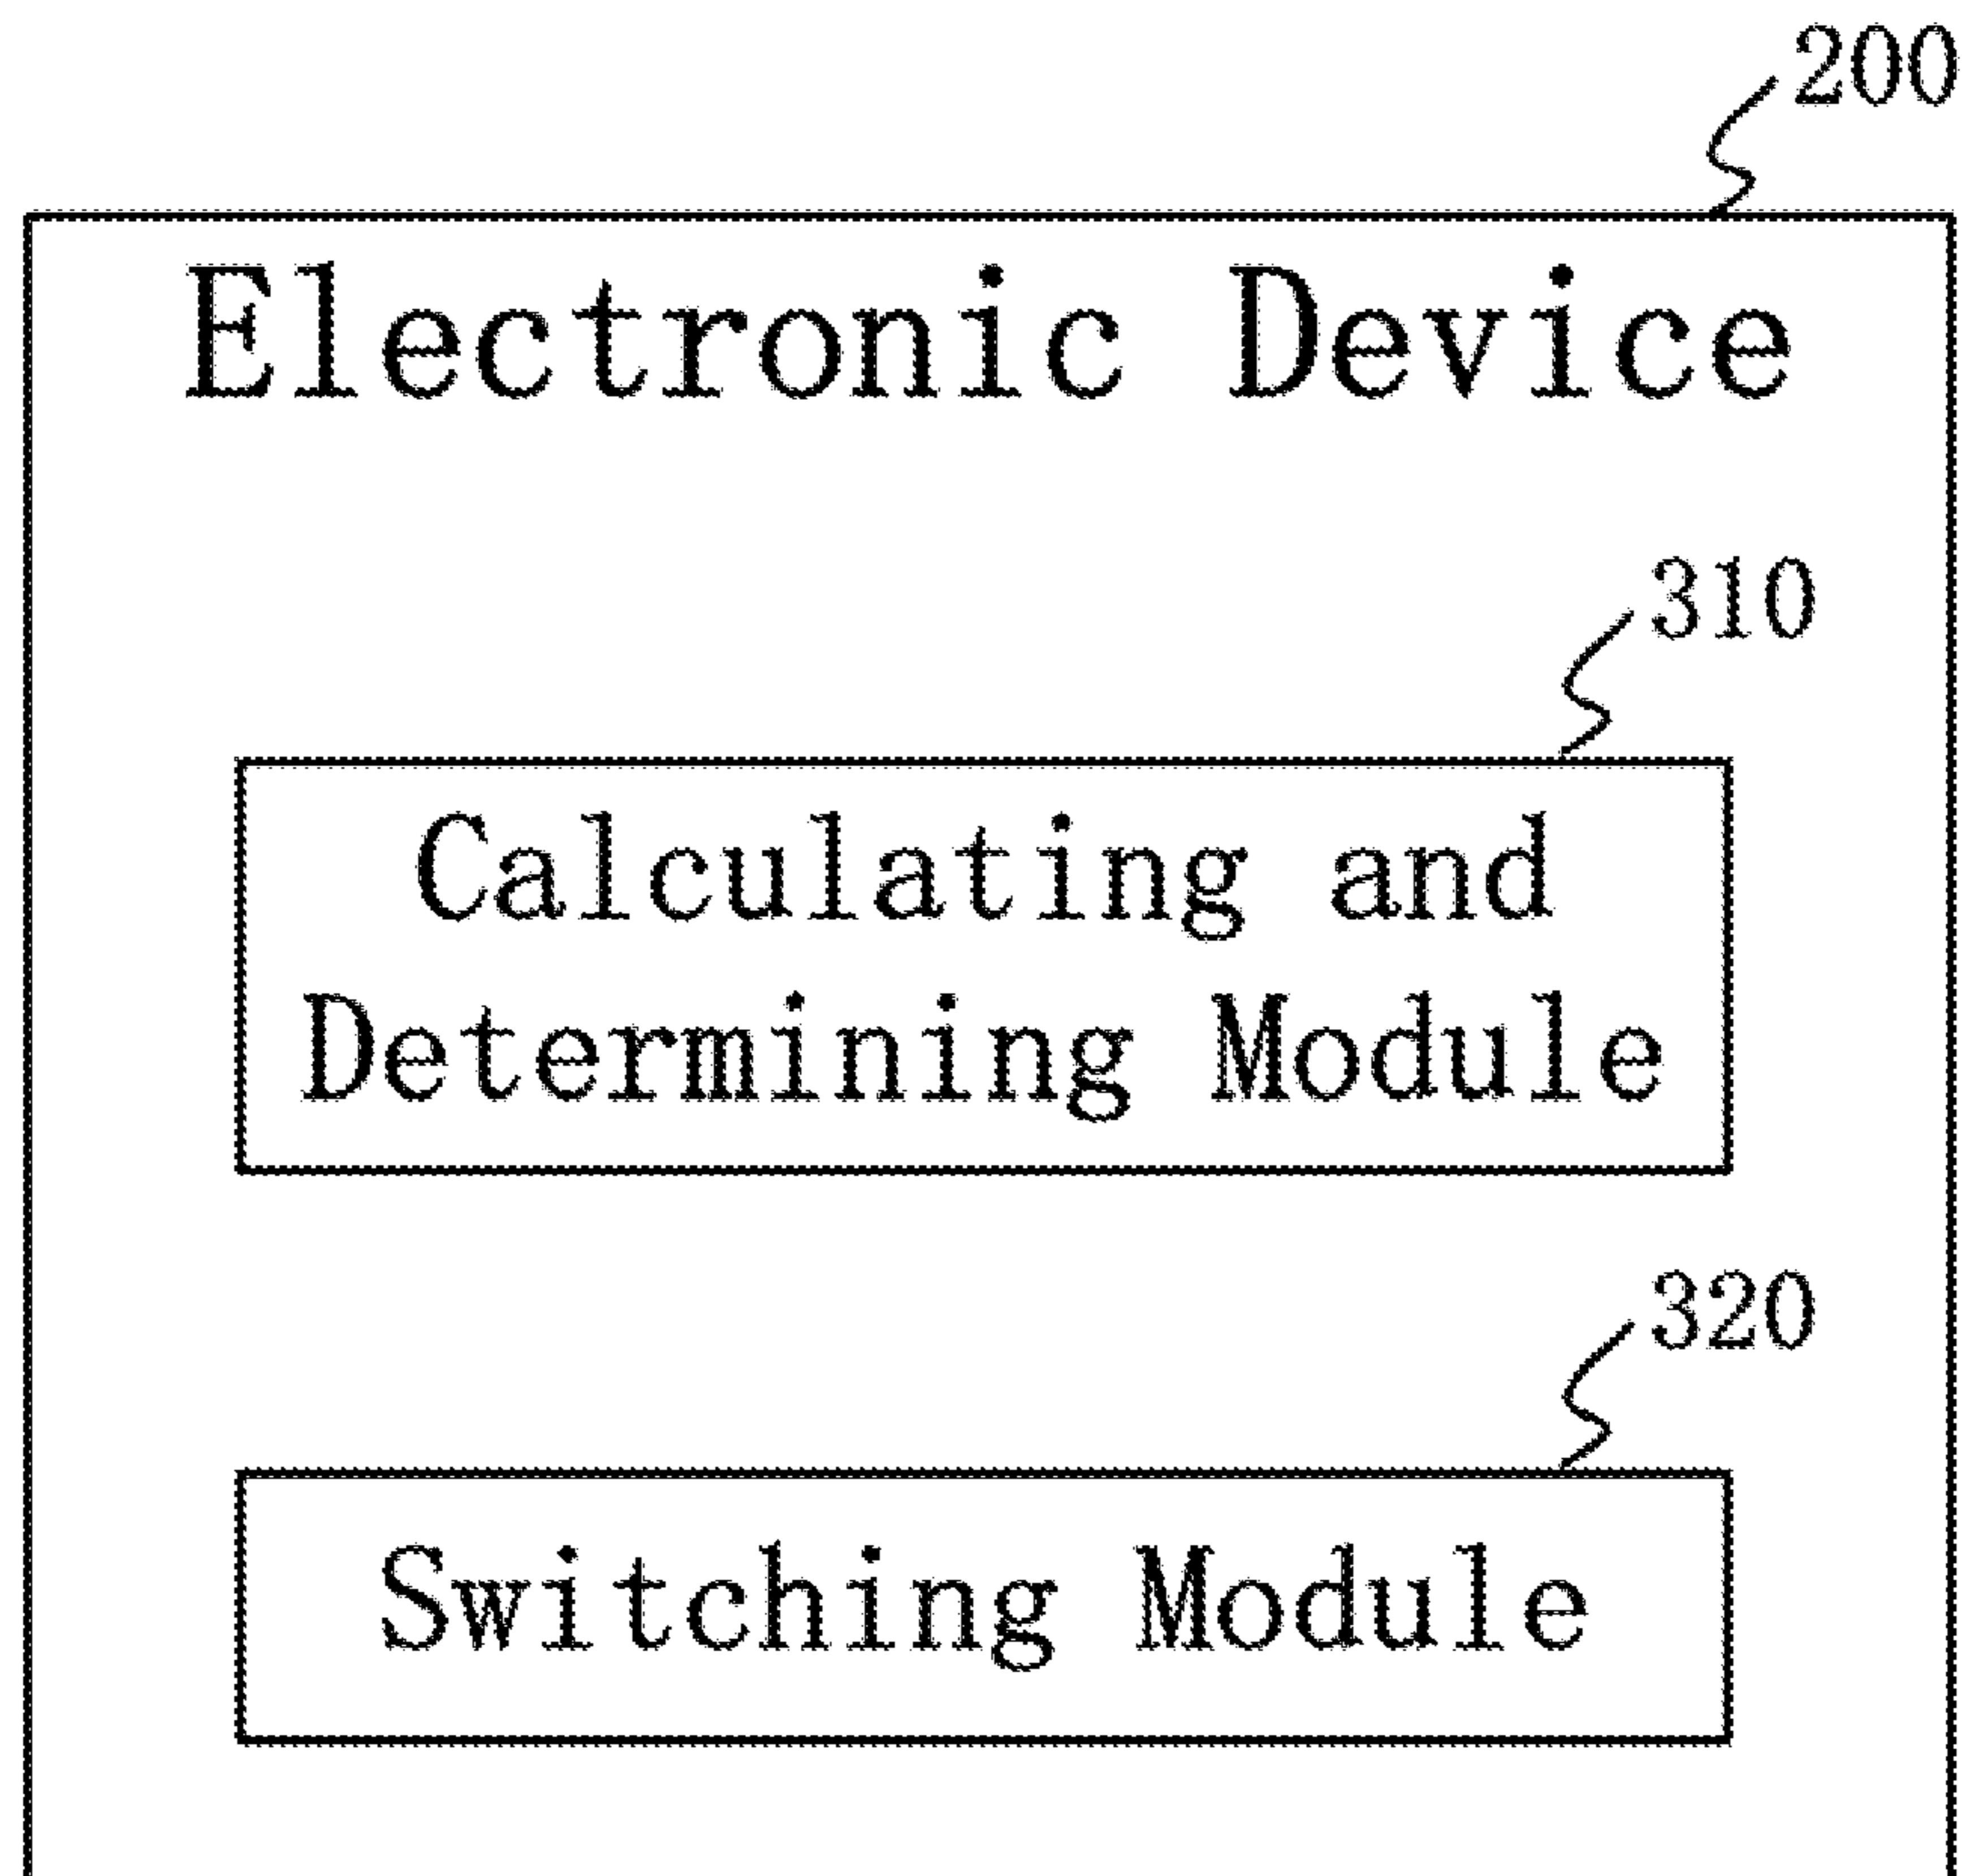 200
Electronic Device
310
Calculating and
Determining Module
320
Switching Module